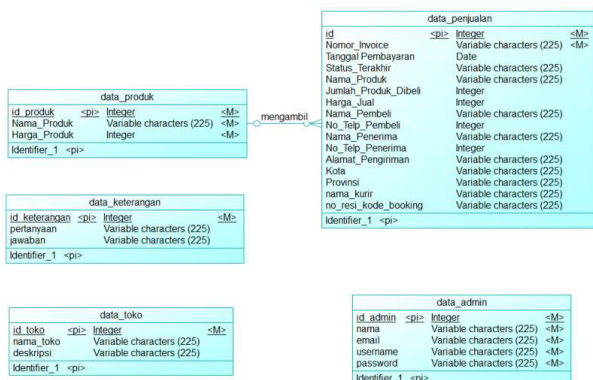 data_produk
id_produk <pi> Integer <M>
Nama_Produk Variable characters (225) <M>
Harga_Produk Integer <M>
Identifier_1 <pi>
mengambil
data_penjualan
id <pi> Integer <M>
Nomor_Invoice Variable characters (225) <M>
Tanggal Pembayaran Date
Status_Terakhir Variable characters (225)
Nama_Produk Variable characters (225)
Jumlah_Produk_Dibeli Integer
Harga_Jual Integer
Nama_Pembeli Variable characters (225)
No_Telp_Pembeli Integer
Nama_Penerima Variable characters (225)
No_Telp_Penerima Integer
Alamat_Pengiriman Variable characters (225)
Kota Variable characters (225)
Provinsi Variable characters (225)
nama_kurir Variable characters (225)
no_resi_kode_booking Variable characters (225)
Identifier_1 <pi>
data_keterangan
id_keterangan <pi> Integer <M>
pertanyaan Variable characters (225)
jawaban Variable characters (225)
Identifier_1 <pi>
data_toko
id_toko <pi> Integer <M>
nama_toko Variable characters (225)
deskripsi Variable characters (225)
Identifier_1 <pi>
data_admin
id_admin <pi> Integer <M>
nama Variable characters (225) <M>
email Variable characters (225) <M>
username Variable characters (225) <M>
password Variable characters (225) <M>
Identifier_1 <pi>